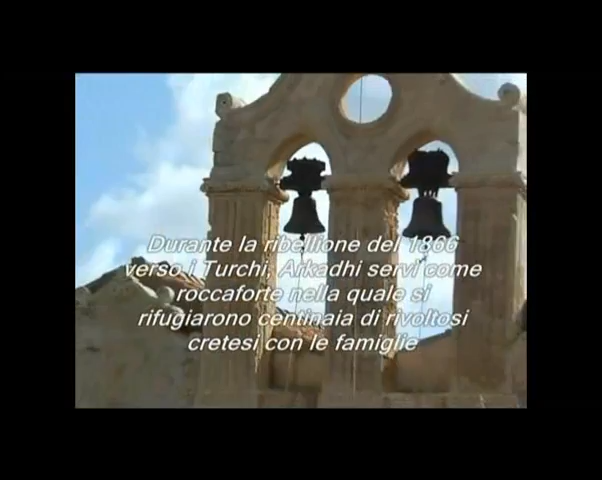 Durante la ribellione del 1866
verso i Turchi, Arkadhi servì come
roccaforte nella quale si
rifugiarono centinaia di rivoltosi
cretesi con le famiglie